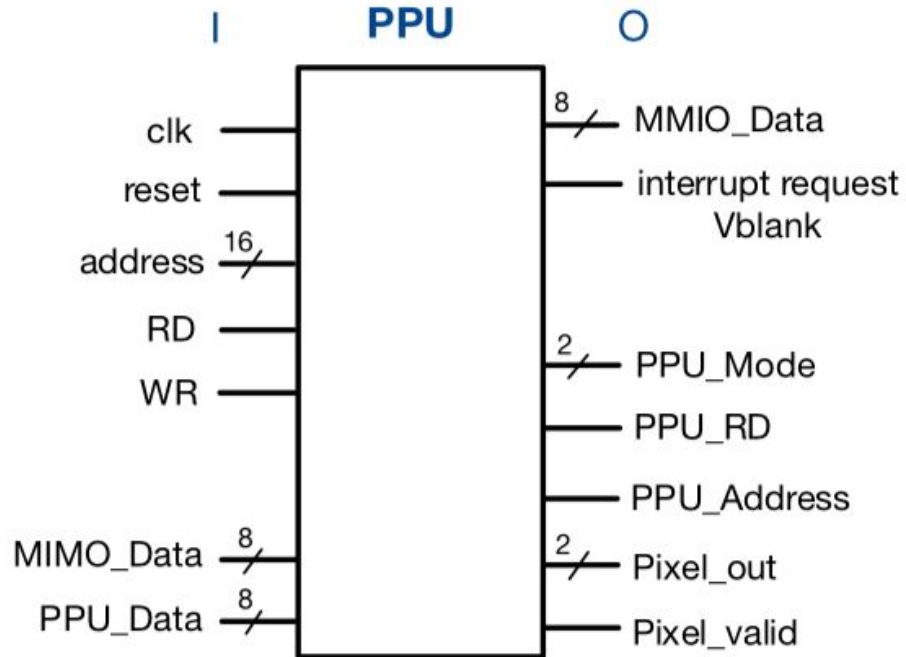 I PPU O
clk
reset
16
address
RD
WR
8
MIMO_Data
8
PPU_Data
8
MMIO_Data
interrupt request
Vblank
2
PPU_Mode
PPU_RD
PPU_Address
2
Pixel_out
Pixel_valid